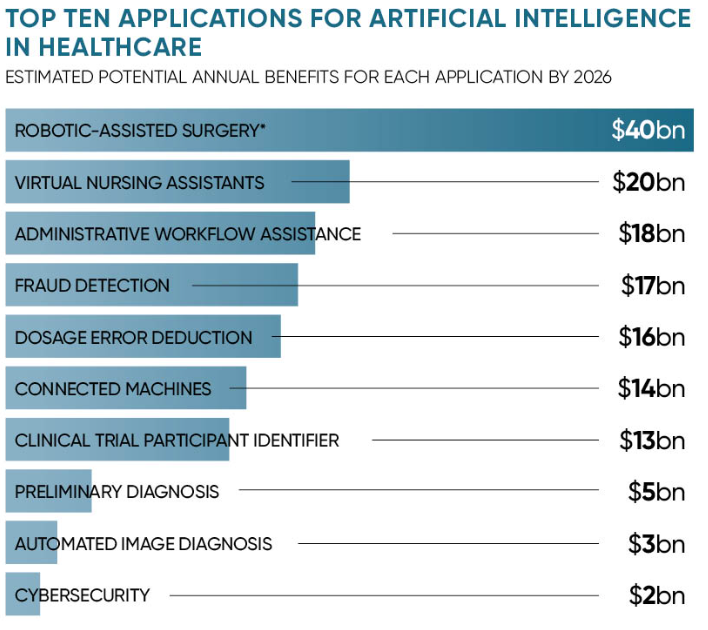 TOP TEN APPLICATIONS FOR ARTIFICIAL INTELLIGENCE
IN HEALTHCARE
ESTIMATED POTENTIAL ANNUAL BENEFITS FOR EACH APPLICATION BY 2026
ROBOTIC-ASSISTED SURGERY* $40bn
VIRTUAL NURSING ASSISTANTS $20bn
ADMINISTRATIVE WORKFLOW ASSISTANCE $18bn
FRAUD DETECTION $17bn
DOSAGE ERROR DEDUCTION $16bn
CONNECTED MACHINES $14bn
CLINICAL TRIAL PARTICIPANT IDENTIFIER $13bn
PRELIMINARY DIAGNOSIS $5bn
AUTOMATED IMAGE DIAGNOSIS $3bn
CYBERSECURITY $2bn